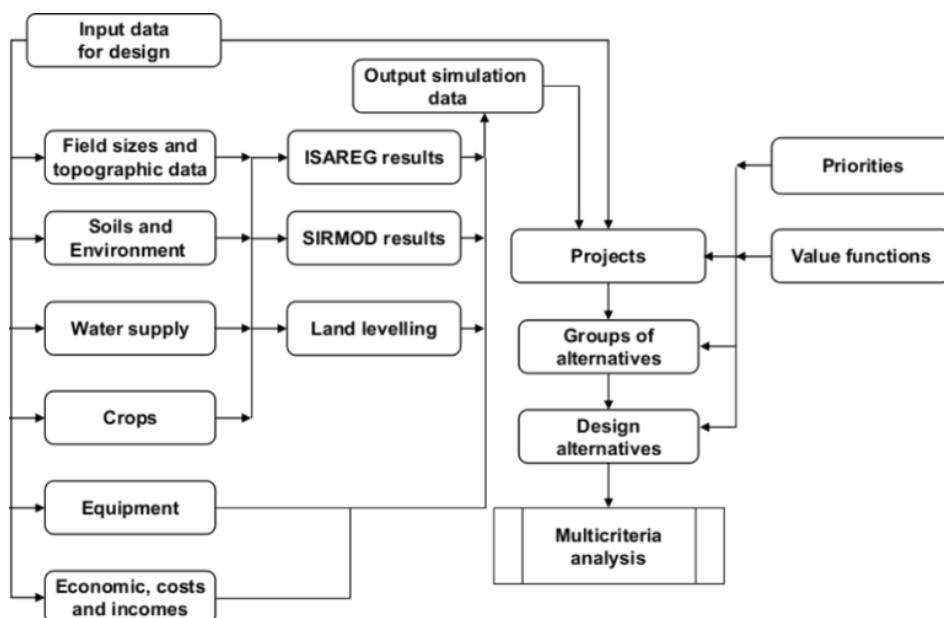 Input data
for design
Output simulation
data
Field sizes and
topographic data
ISAREG results
Priorities
Soils and
Environment
SIRMOD results
Projects
Value functions
Water supply
Land levelling
Groups of
alternatives
Crops
Design
alternatives
Equipment
Multicriteria
analysis
Economic, costs
and incomes